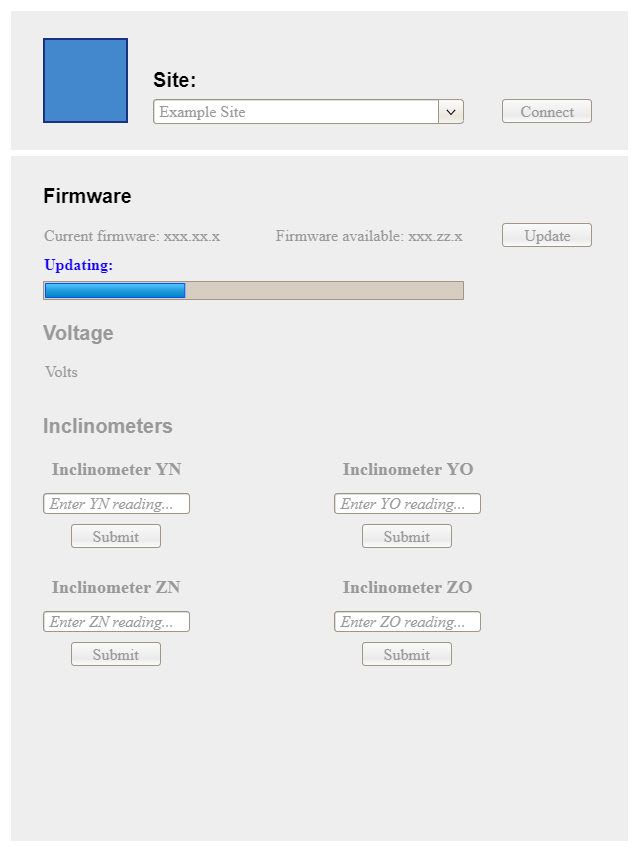 Site:
Example Site
Connect
Firmware
Current firmware: xxx.xx.x
Firmware available: xxx.zz.x
Update
Updating:
Voltage
Volts
Inclinometers
Inclinometer YN
Inclinometer YO
Enter YN reading...
Enter YO reading...
Submit
Submit
Inclinometer ZN
Inclinometer ZO
Enter ZN reading...
Enter ZO reading...
Submit
Submit